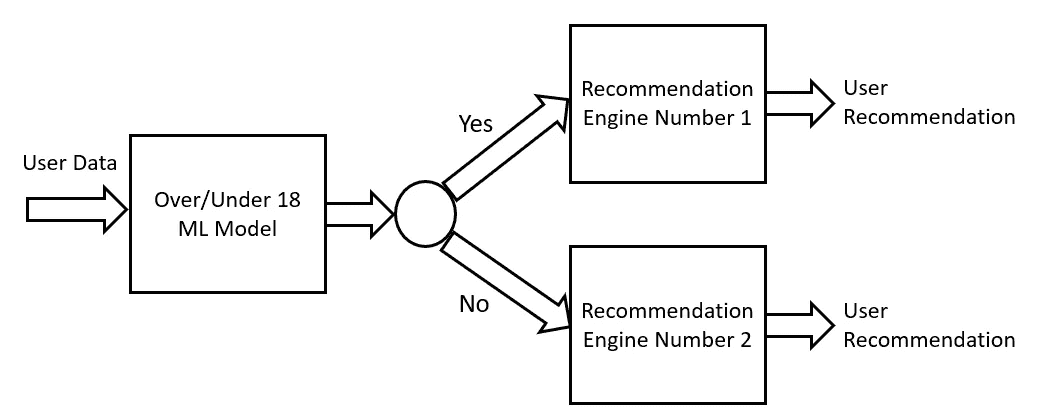 User Data
Over/Under 18
ML Model
Yes
No
Recommendation
Engine Number 1
User
Recommendation
Recommendation
Engine Number 2
User
Recommendation